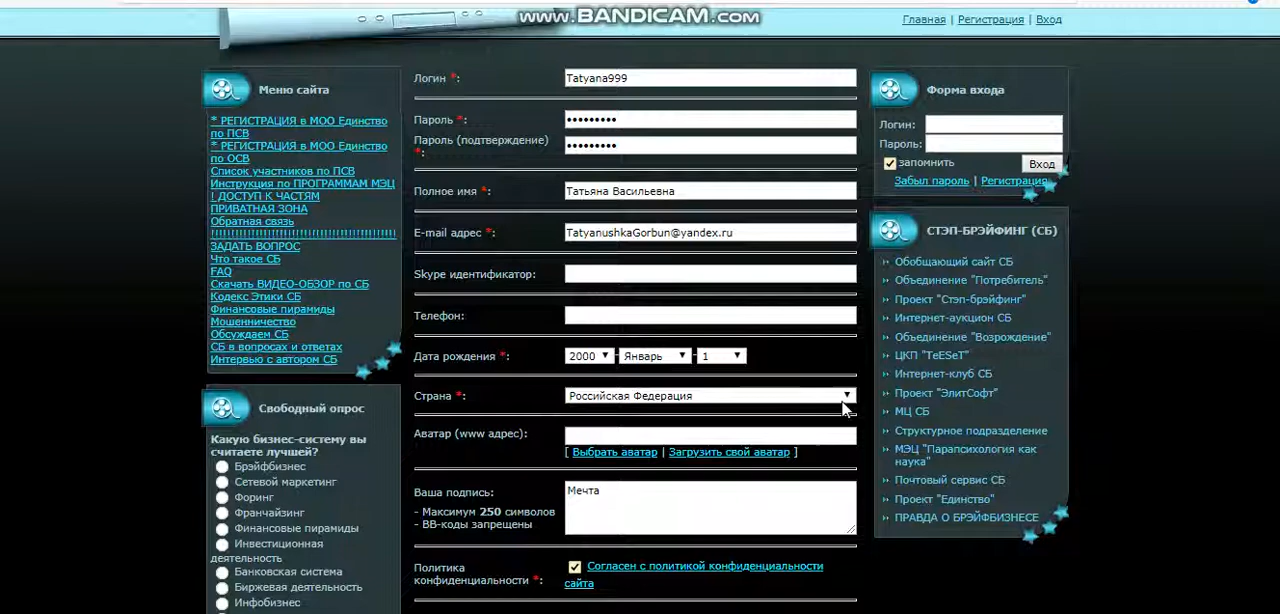 www.BANDICAM.com
Главная | Регистрация | Вход
Меню сайта
* РЕГИСТРАЦИЯ в МОО Единство
по ПСВ
* РЕГИСТРАЦИЯ в МОО Единство
по ОСВ
Список участников по ПСВ
Инструкция по ПРОГРАММАМ МЭЦ
! ДОСТУП К ЧАСТЯМ
ПРИВАТНАЯ ЗОНА
Обратная связь
!!!!!!!!!!!!!!!!!!!!!!!!!!!!!!!!!!!!!!!!!!!!!!
ЗАДАТЬ ВОПРОС
Что такое СБ
FAQ
Скачать ВИДЕО-ОБЗОР по СБ
Кодекс Этики СБ
Финансовые пирамиды
Мошенничество
Обсуждаем СБ
СБ в вопросах и ответах
Интервью с автором СБ
Свободный опрос
Какую бизнес-систему вы
считаете лучшей?
Брэйфбизнес
Сетевой маркетинг
Форинг
Франчайзинг
Финансовые пирамиды
Инвестиционная
деятельность
Банковская система
Биржевая деятельность
Инфобизнес
Логин *: Tatyana999
Пароль *: •••••••••
Пароль (подтверждение)
*: •••••••••
Полное имя *: Татьяна Васильевна
E-mail адрес *: TatyanushkaGorbun@yandex.ru
Skype идентификатор:
Телефон:
Дата рождения *: 2000 - Январь - 1
Страна *: Российская Федерация
Аватар (www адрес):
[ Выбрать аватар | Загрузить свой аватар ]
Ваша подпись: Мечта
- Максимум 250 символов
- BB-коды запрещены
Политика
конфиденциальности *:
Согласен с политикой конфиденциальности
сайта
Форма входа
Логин:
Пароль:
запомнить Вход
Забыл пароль | Регистрация
СТЭП-БРЭЙФИНГ (СБ)
Обобщающий сайт СБ
Объединение "Потребитель"
Проект "Стэп-брэйфинг"
Интернет-аукцион СБ
Объединение "Возрождение"
ЦКП "TeESeT"
Интернет-клуб СБ
Проект "ЭлитСофт"
МЦ СБ
Структурное подразделение
МЭЦ "Парапсихология как
наука"
Почтовый сервис СБ
Проект "Единство"
ПРАВДА О БРЭЙФБИЗНЕСЕ